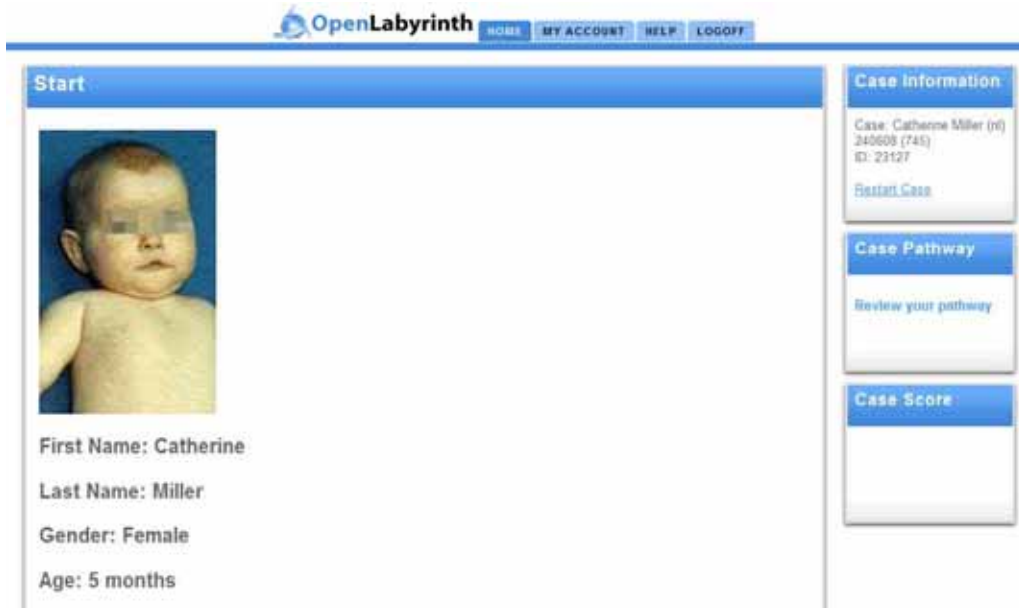 OpenLabyrinth
HOME MY ACCOUNT HELP LOGOFF
Start
First Name: Catherine
Last Name: Miller
Gender: Female
Age: 5 months
Case Information
Case: Catherine Miller (nl)
240608 (745)
ID: 23127
Restart Case
Case Pathway
Review your pathway
Case Score